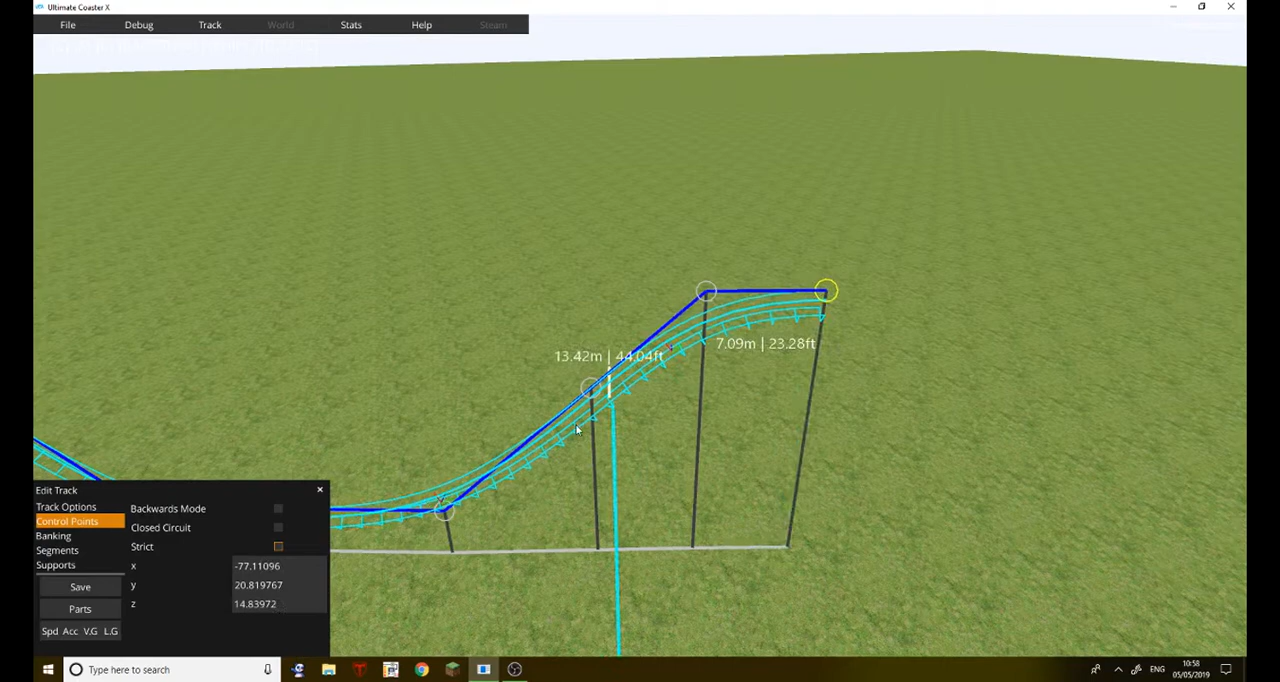 Ultimate Coaster X
File Debug Track World Stats Help Steam
13.42m | 44.04ft
7.09m | 23.28ft
Edit Track
Track Options
Control Points
Banking
Segments
Supports
Save
Parts
Spd Acc V.G L.G
Backwards Mode
Closed Circuit
Strict
x -77.11096
y 20.819767
z 14.83972
Type here to search
ENG
10:58
05/05/2019